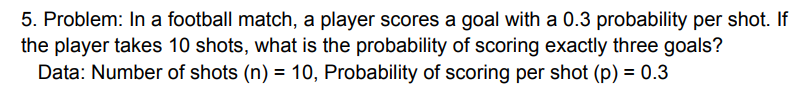 5. Problem: In a football match, a player scores a goal with a 0.3 probability per shot. If
the player takes 10 shots, what is the probability of scoring exactly three goals?
Data: Number of shots (n) = 10, Probability of scoring per shot (p) = 0.3